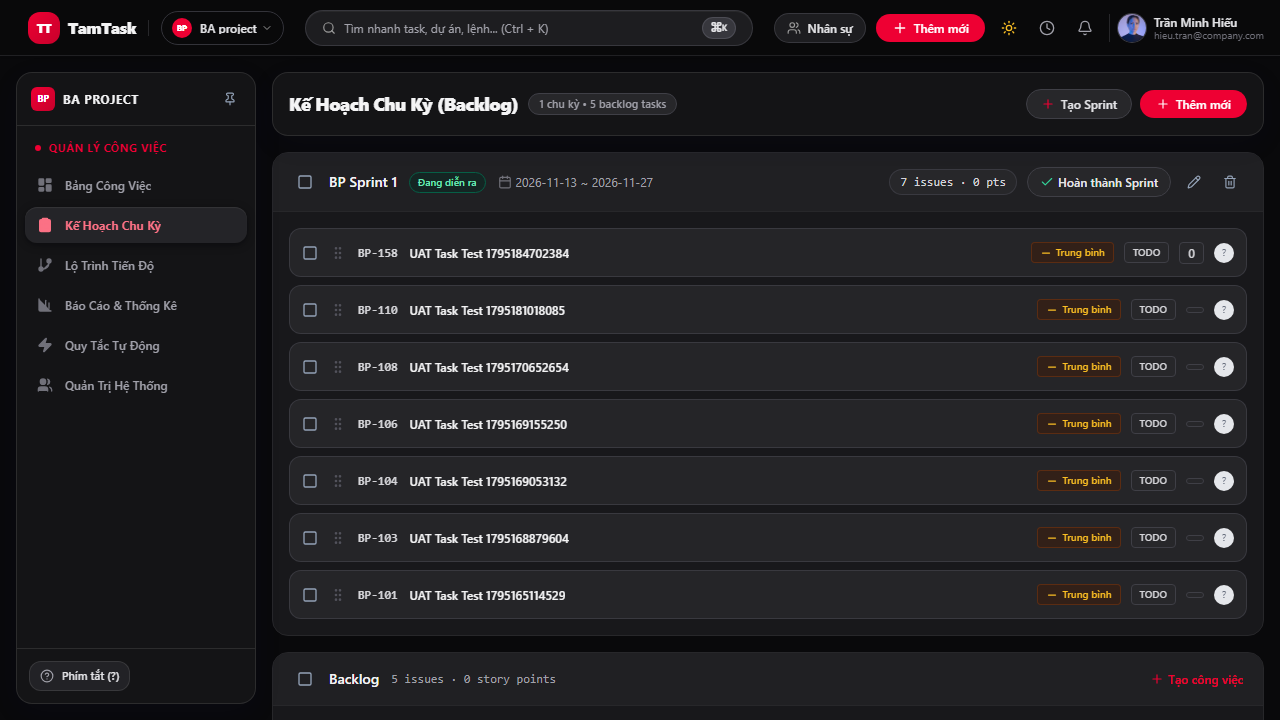 TT TamTask BP BA project Tìm nhanh task, dự án, lệnh... (Ctrl + K) ⌘K Nhân sự Thêm mới Trần Minh Hiếu
hieu.tran@company.com
BP BA PROJECT
QUẢN LÝ CÔNG VIỆC
Bảng Công Việc
Kế Hoạch Chu Kỳ
Lộ Trình Tiến Độ
Báo Cáo & Thống Kê
Quy Tắc Tự Động
Quản Trị Hệ Thống
Phím tắt (?)
Kế Hoạch Chu Kỳ (Backlog) 1 chu kỳ • 5 backlog tasks Tạo Sprint Thêm mới
BP Sprint 1 Đang diễn ra 2026-11-13 ~ 2026-11-27 7 issues · 0 pts Hoàn thành Sprint
BP-158 UAT Task Test 1795184702384 Trung bình TODO 0 ?
BP-110 UAT Task Test 1795181018085 Trung bình TODO ?
BP-108 UAT Task Test 1795170652654 Trung bình TODO ?
BP-106 UAT Task Test 1795169155250 Trung bình TODO ?
BP-104 UAT Task Test 1795169053132 Trung bình TODO ?
BP-103 UAT Task Test 1795168879604 Trung bình TODO ?
BP-101 UAT Task Test 1795165114529 Trung bình TODO ?
Backlog 5 issues · 0 story points Tạo công việc